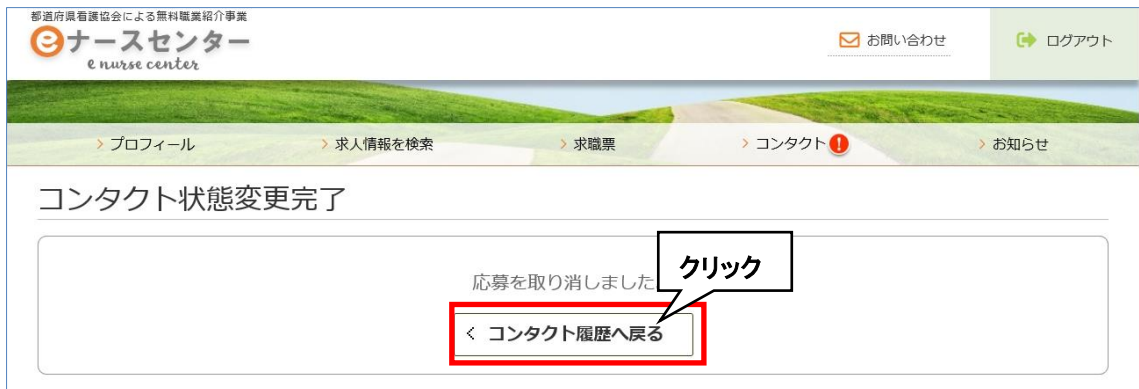 都道府県看護協会による無料職業紹介事業
eナースセンター
e nurse center
お問い合わせ
ログアウト
> プロフィール
> 求人情報を検索
> 求職票
> コンタクト !
> お知らせ
コンタクト状態変更完了
応募を取り消しました
クリック
< コンタクト履歴へ戻る